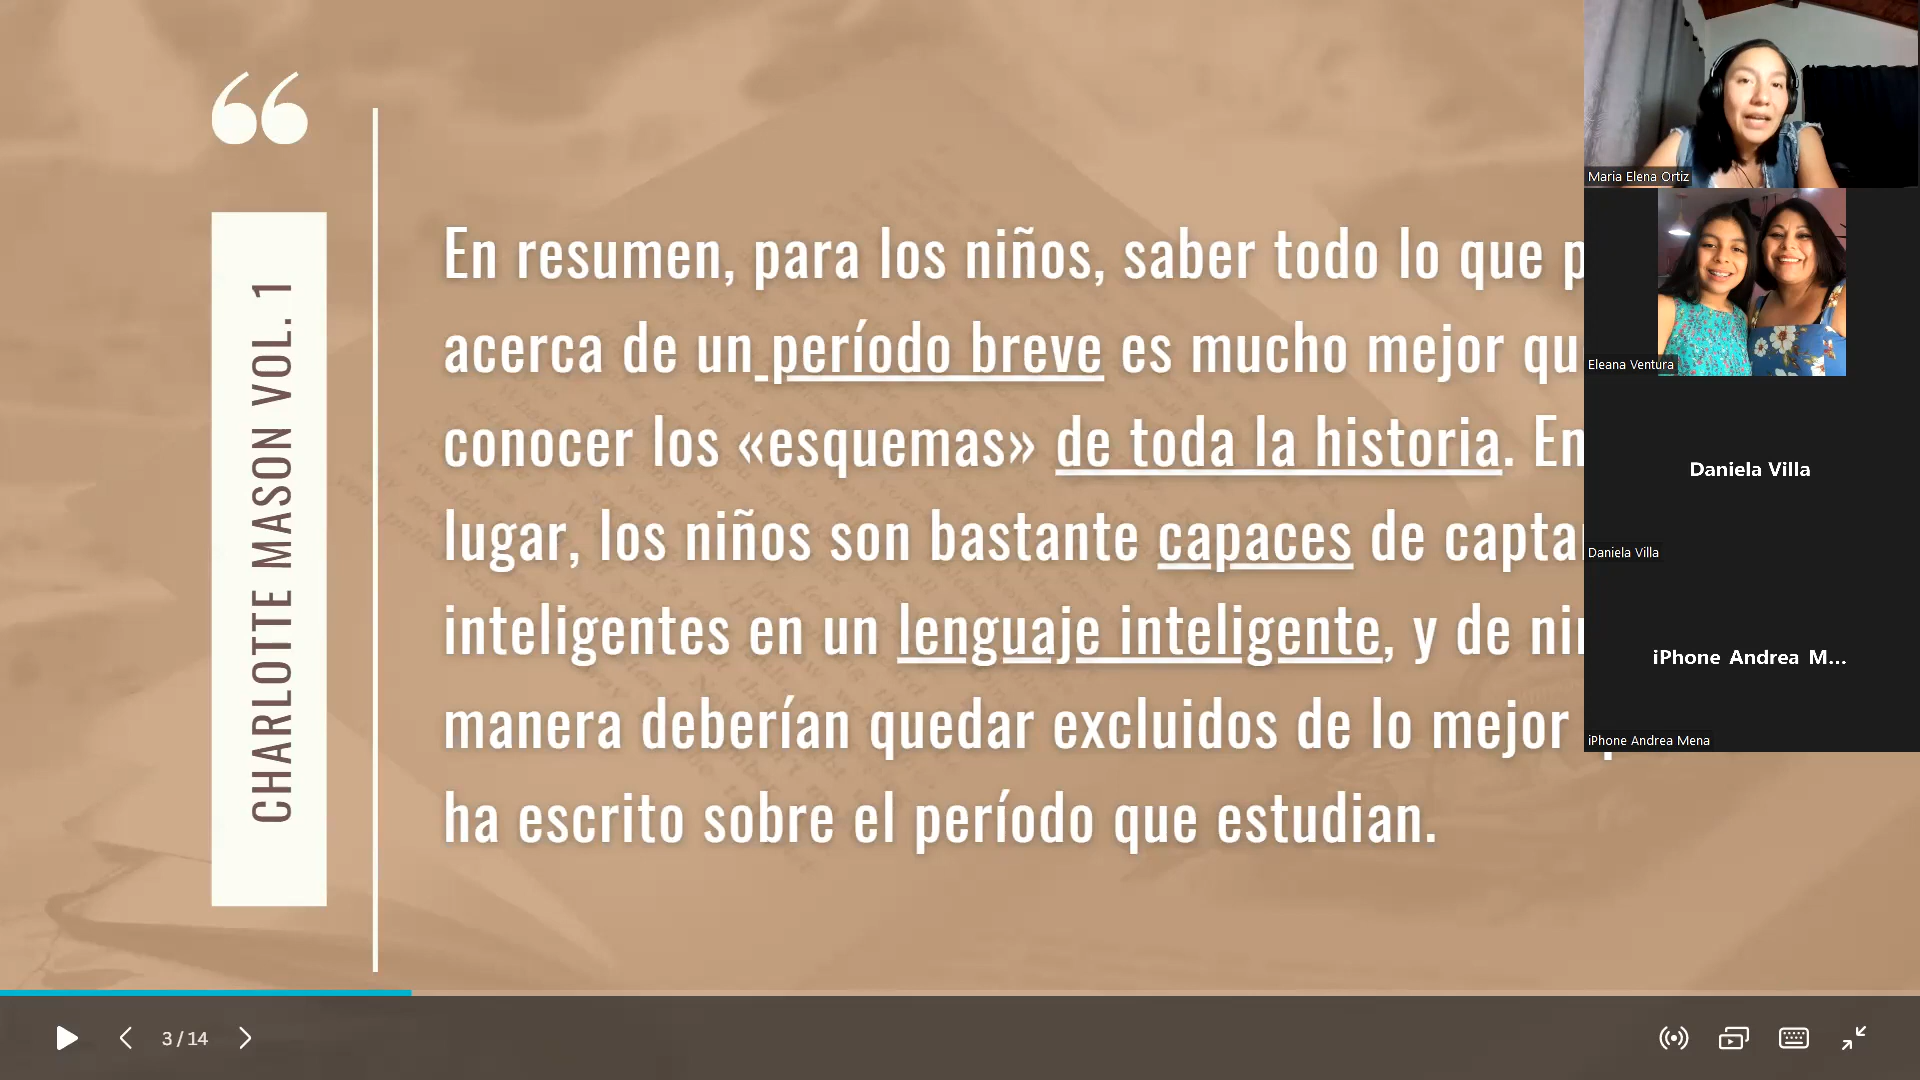 “
CHARLOTTE MASON VOL. 1
En resumen, para los niños, saber todo lo que
acerca de un período breve es mucho mejor
conocer los «esquemas» de toda la historia. En
lugar, los niños son bastante capaces de
inteligentes en un lenguaje inteligente, y de
manera deberían quedar excluidos de lo mejor
ha escrito sobre el período que estudian.
Maria Elena Ortiz
Eleana Ventura
Daniela Villa
Daniela Villa
iPhone Andrea M...
iPhone Andrea Mena
3 / 14